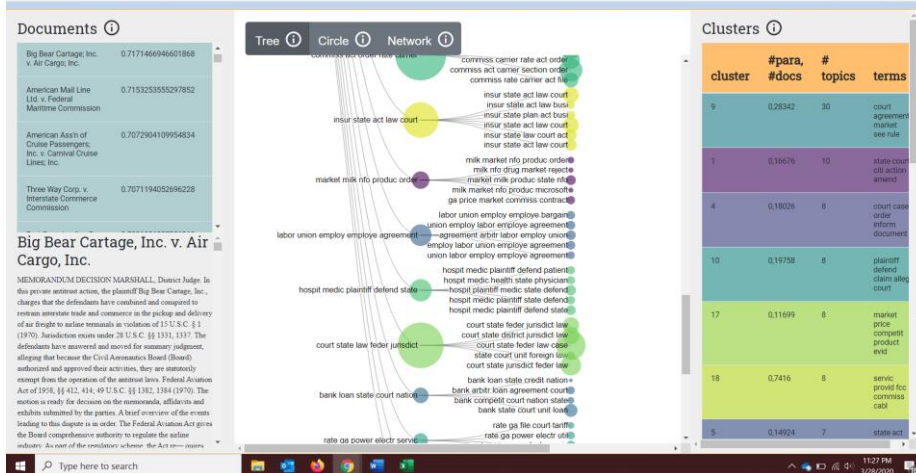 Documents
Big Bear Cartage; Inc.
v. Air Cargo; Inc.
0.7171466946601868
American Mail Line
Ltd. v. Federal
Maritime Commission
0.7153253555297852
American Ass'n of
Cruise Passengers;
Inc. v. Carnival Cruise
Lines; Inc.
0.7072904109954834
Three Way Corp. v.
Interstate Commerce
Commission
0.7071194052696228
Big Bear Cartage, Inc. v. Air
Cargo, Inc.
MEMORANDUM DECISION MARSHALL, District Judge. In
this private antitrust action, the plaintiff Big Bear Cartage, Inc.,
charges that the defendants have combined and conspired to
restrain interstate trade and commerce in the pickup and delivery
of air freight to airline terminals in violation of 15 U.S.C. § 1
(1970). Jurisdiction exists under 28 U.S.C. §§ 1331, 1337. The
defendants have answered and moved for summary judgment,
alleging that because the Civil Aeronautics Board (Board)
authorized and approved their activities, they are statutorily
exempt from the operation of the antitrust laws. Federal Aviation
Act of 1958, §§ 412, 414, 49 U.S.C. §§ 1382, 1384 (1970). The
motion is ready for decision on the memoranda, affidavits and
exhibits submitted by the parties. A brief overview of the events
leading to this dispute is in order. The Federal Aviation Act gives
the Board comprehensive authority to regulate the airline
industry. As part of the regulatory scheme, the Act
Tree
Circle
Network
commiss act order rate carrier
commiss carrier rate act order
commiss act carrier section order
commiss rate carrier act file
insur state act law court
insur state act law court
insur state act law busi
insur state plan act busi
insur state act law court
insur state law court act
insur state act law court
market milk nfo produc order
milk market nfo produc order
milk nfo drug market reject
market milk produc state nfo
milk market nfo produc microsoft
ga price market commiss contract
labor union employ employe agreement
labor union employ employe bargain
union employ labor employe agreement
agreement arbitr labor employ union
employ labor union employe agreement
union labor employ employe agreement
hospit medic plaintiff defend state
hospit medic plaintiff defend patient
hospit medic health state physician
hospit plaintiff medic state defend
hospit medic plaintiff defend
hospit medic plaintiff state defend
court state law feder jurisdict
court state feder jurisdict law
court state district jurisdict law
court state feder law case
state court unit foreign law
court state jurisdict feder law
bank loan state court nation
bank loan state credit nation
bank arbitr loan agreement court
bank competit court nation state
bank state court unit loan
rate ga power electr servic
rate ga file court tariff
rate ga power electr util
Clusters
cluster
#para,
#docs
#
topics
terms
9
0,28342
30
court
agreement
market
see rule
1
0,16676
10
state court
citi action
amend
4
0,18026
8
court case
order
inform
document
10
0,19758
8
plaintiff
defend
claim alleg
court
17
0,11699
8
market
price
competit
product
evid
18
0,7416
8
servic
provid fcc
commiss
cabl
5
0,14924
7
state act
Type here to search
11:27 PM
3/28/2020